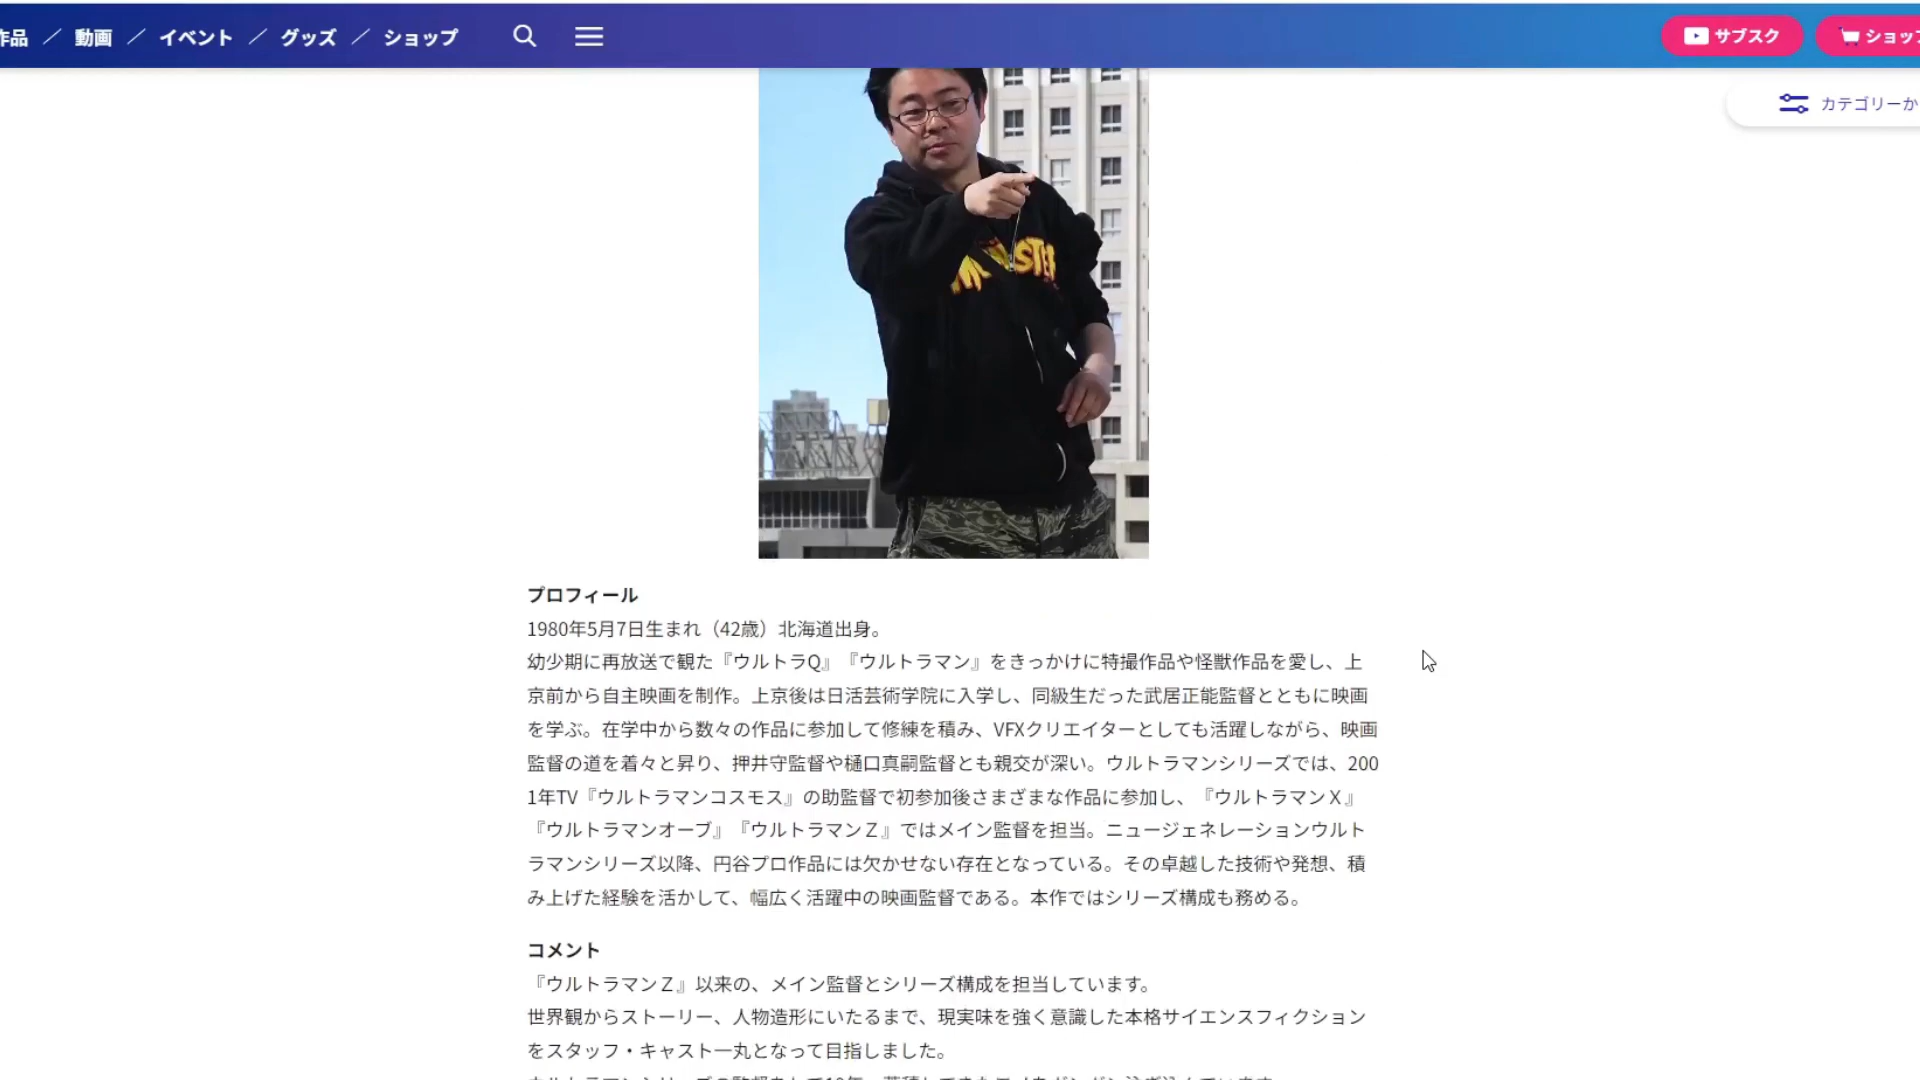 作品 ／ 動画 ／ イベント ／ グッズ ／ ショップ
サブスク
ショップ
カテゴリーか
MONSTER
プロフィール
1980年5月7日生まれ（42歳）北海道出身。
幼少期に再放送で観た『ウルトラQ』『ウルトラマン』をきっかけに特撮作品や怪獣作品を愛し、上
京前から自主映画を制作。上京後は日活芸術学院に入学し、同級生だった武居正能監督とともに映画
を学ぶ。在学中から数々の作品に参加して修練を積み、VFXクリエイターとしても活躍しながら、映画
監督の道を着々と昇り、押井守監督や樋口真嗣監督とも親交が深い。ウルトラマンシリーズでは、200
1年TV『ウルトラマンコスモス』の助監督で初参加後さまざまな作品に参加し、『ウルトラマンＸ』
『ウルトラマンオーブ』『ウルトラマンＺ』ではメイン監督を担当。ニュージェネレーションウルト
ラマンシリーズ以降、円谷プロ作品には欠かせない存在となっている。その卓越した技術や発想、積
み上げた経験を活かして、幅広く活躍中の映画監督である。本作ではシリーズ構成も務める。
コメント
『ウルトラマンＺ』以来の、メイン監督とシリーズ構成を担当しています。
世界観からストーリー、人物造形にいたるまで、現実味を強く意識した本格サイエンスフィクション
をスタッフ・キャスト一丸となって目指しました。